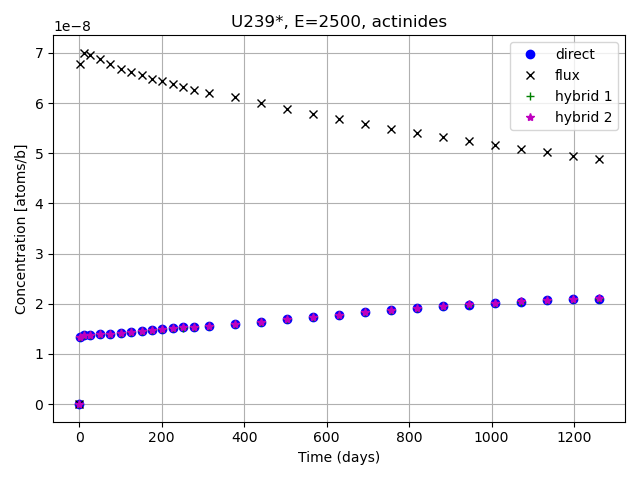 U239*, E=2500, actinides
1e−8
7
6
5
4
3
2
1
0
Concentration [atoms/b]
direct
flux
hybrid 1
hybrid 2
0 200 400 600 800 1000 1200
Time (days)